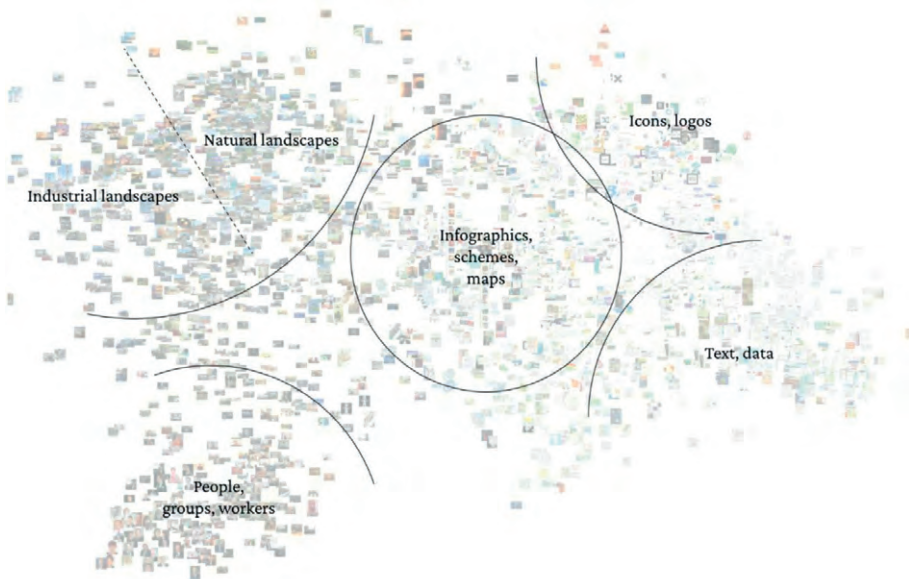 Icons, logos
Natural landscapes
Industrial landscapes
Infographics,
schemes,
maps
Text, data
People,
groups, workers